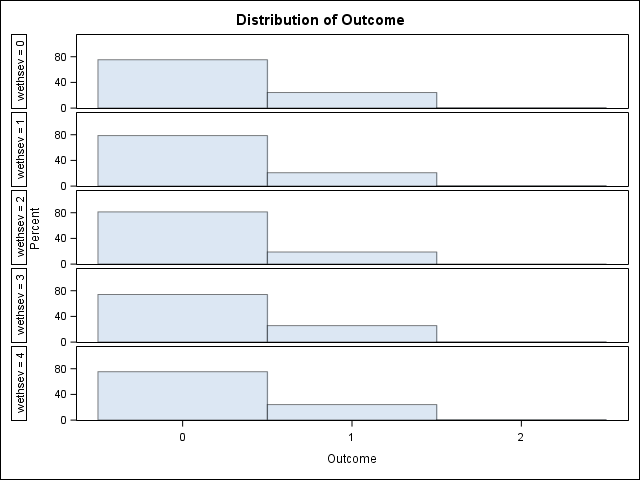 Distribution of Outcome
wethsev = 0
80
40
0
wethsev = 1
80
40
0
wethsev = 2
80
40
0
wethsev = 3
80
40
0
wethsev = 4
80
40
0
Percent
0 1 2
Outcome